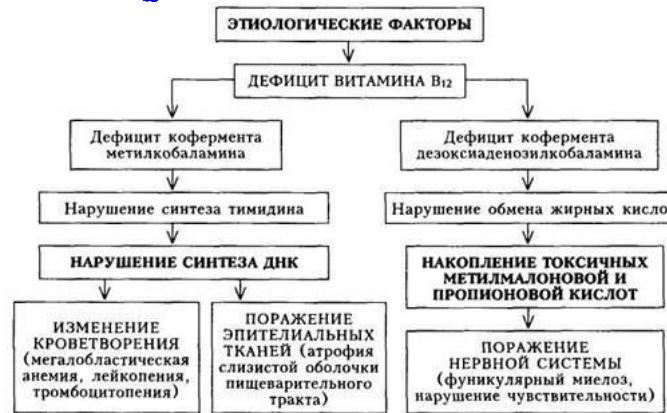 ЭТИОЛОГИЧЕСКИЕ ФАКТОРЫ
ДЕФИЦИТ ВИТАМИНА B12
Дефицит кофермента
метилкобаламина
Дефицит кофермента
дезоксиаденозилкобаламина
Нарушение синтеза тимидина
Нарушение обмена жирных кисло
НАРУШЕНИЕ СИНТЕЗА ДНК
НАКОПЛЕНИЕ ТОКСИЧНЫХ
МЕТИЛМАЛОНОВОЙ И
ПРОПИОНОВОЙ КИСЛОТ
ИЗМЕНЕНИЕ
КРОВЕТВОРЕНИЯ
(мегалобластическая
анемия, лейкопения,
тромбоцитопения)
ПОРАЖЕНИЕ
ЭПИТЕЛИАЛЬНЫХ
ТКАНЕЙ (атрофия
слизистой оболочки
пищеварительного
тракта)
ПОРАЖЕНИЕ
НЕРВНОЙ СИСТЕМЫ
(фуникулярный миелоз,
нарушение чувствительности)